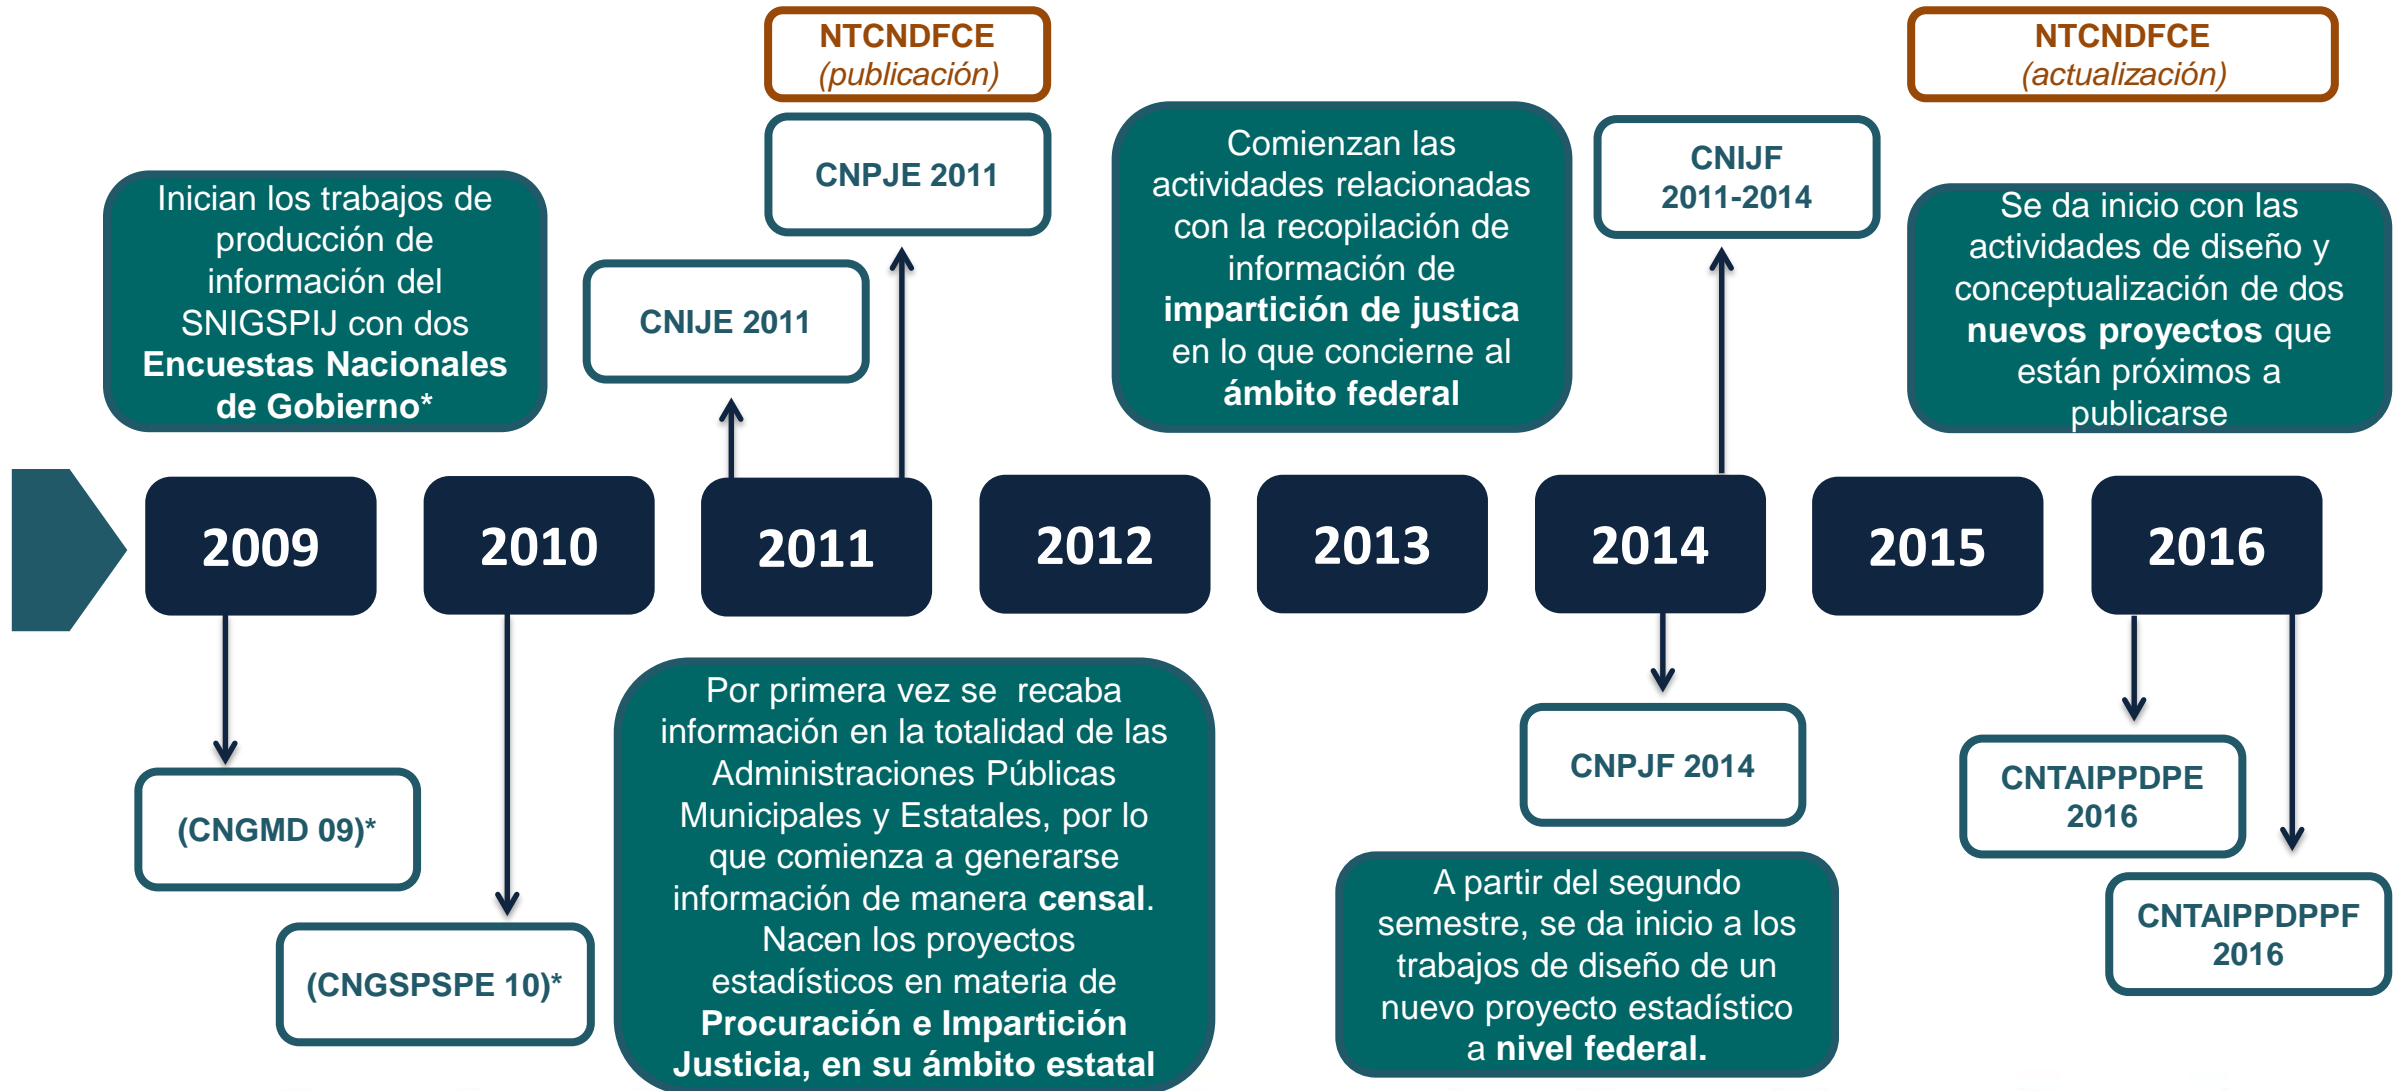 NTCNDFCE
(publicación)
NTCNDFCE
(actualización)
Inician los trabajos de
producción de
información del
SNIGSPIJ con dos
Encuestas Nacionales
de Gobierno*
CNIJE 2011
CNPJE 2011
Comienzan las
actividades relacionadas
con la recopilación de
información de
impartición de justica
en lo que concierne al
ámbito federal
CNIJF
2011-2014
Se da inicio con las
actividades de diseño y
conceptualización de dos
nuevos proyectos que
están próximos a
publicarse
2009
2010
2011
2012
2013
2014
2015
2016
(CNGMD 09)*
(CNGSPSPE 10)*
Por primera vez se recaba
información en la totalidad de las
Administraciones Públicas
Municipales y Estatales, por lo
que comienza a generarse
información de manera censal.
Nacen los proyectos
estadísticos en materia de
Procuración e Impartición
Justicia, en su ámbito estatal
CNPJF 2014
A partir del segundo
semestre, se da inicio a los
trabajos de diseño de un
nuevo proyecto estadístico
a nivel federal.
CNTAIPPDPE
2016
CNTAIPPDPPF
2016